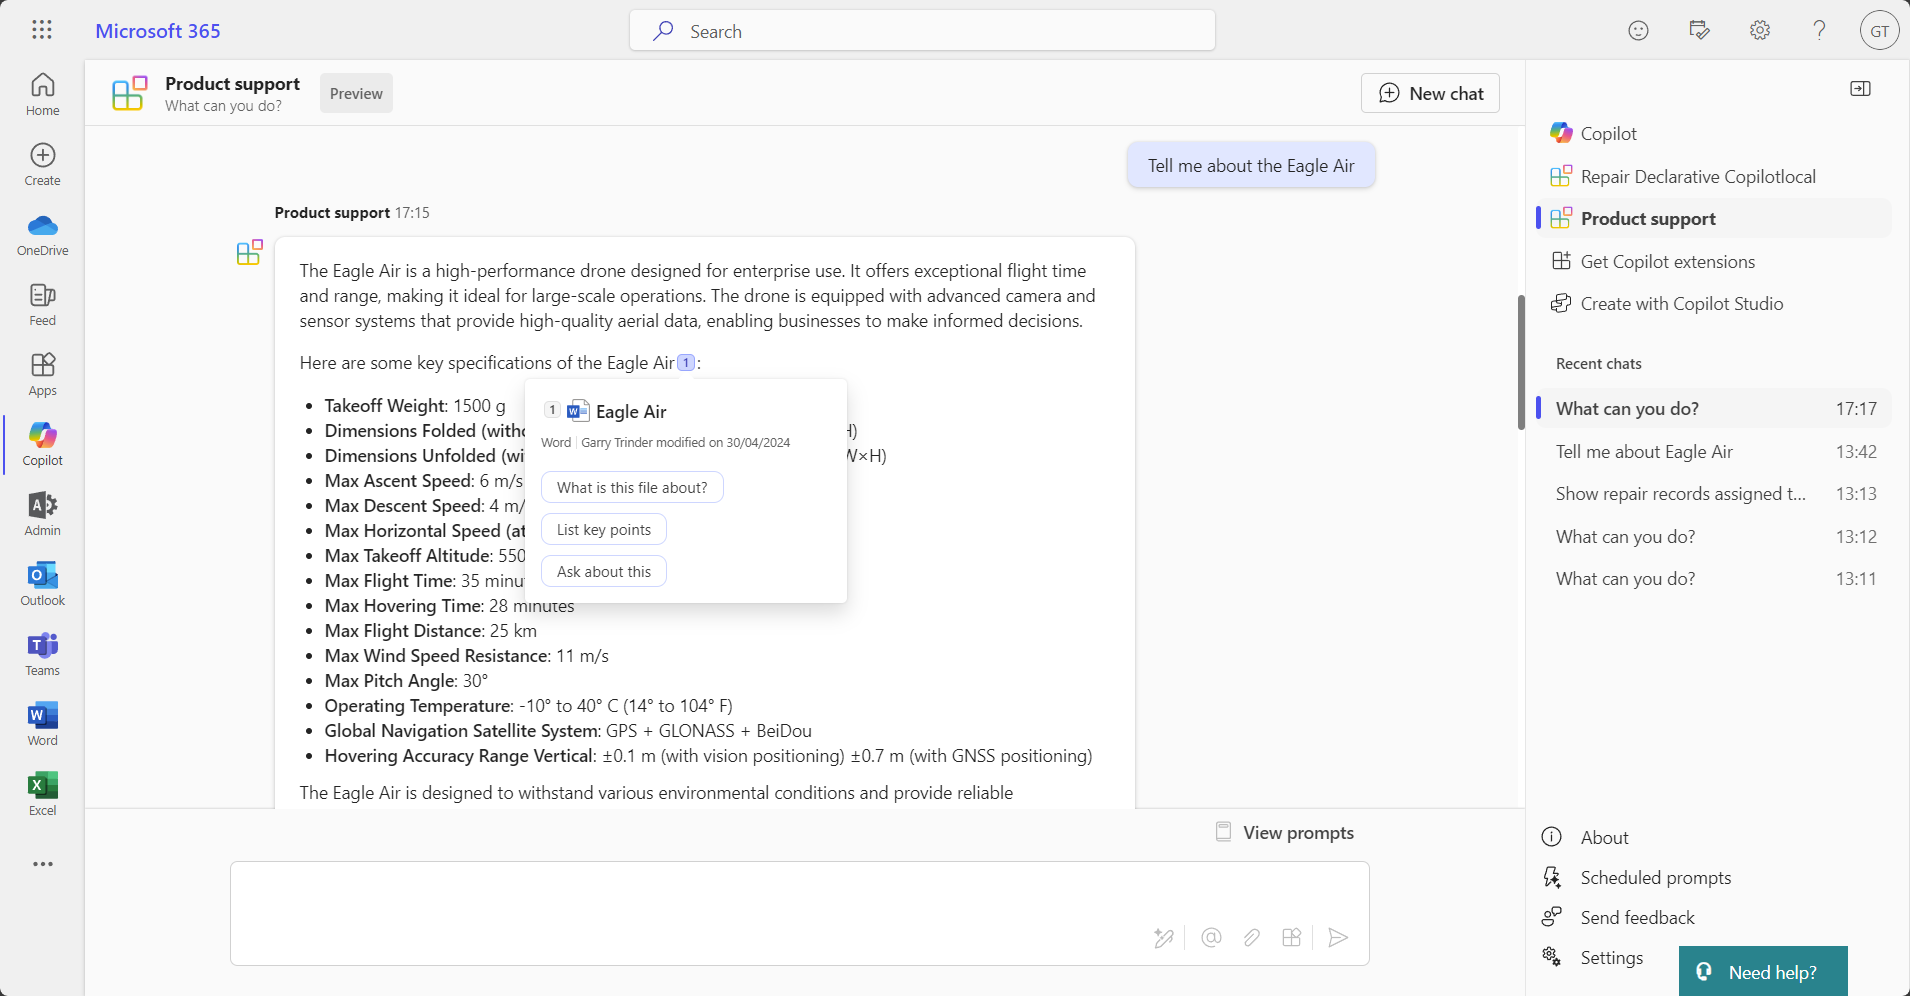 Microsoft 365
Search
GT
Home
Create
OneDrive
Feed
Apps
Copilot
Admin
Outlook
Teams
Word
Excel
Product support
What can you do?
Preview
New chat
Tell me about the Eagle Air
Product support 17:15
The Eagle Air is a high-performance drone designed for enterprise use. It offers exceptional flight time
and range, making it ideal for large-scale operations. The drone is equipped with advanced camera and
sensor systems that provide high-quality aerial data, enabling businesses to make informed decisions.
Here are some key specifications of the Eagle Air 1 :
• Takeoff Weight: 1500 g
• Dimensions Folded (witho H)
• Dimensions Unfolded (wi W×H)
• Max Ascent Speed: 6 m/s
• Max Descent Speed: 4 m/
• Max Horizontal Speed (at
• Max Takeoff Altitude: 550
• Max Flight Time: 35 minu
• Max Hovering Time: 28 minutes
• Max Flight Distance: 25 km
• Max Wind Speed Resistance: 11 m/s
• Max Pitch Angle: 30°
• Operating Temperature: -10° to 40° C (14° to 104° F)
• Global Navigation Satellite System: GPS + GLONASS + BeiDou
• Hovering Accuracy Range Vertical: ±0.1 m (with vision positioning) ±0.7 m (with GNSS positioning)
The Eagle Air is designed to withstand various environmental conditions and provide reliable
1 Eagle Air
Word | Garry Trinder modified on 30/04/2024
What is this file about?
List key points
Ask about this
View prompts
Copilot
Repair Declarative Copilotlocal
Product support
Get Copilot extensions
Create with Copilot Studio
Recent chats
What can you do? 17:17
Tell me about Eagle Air 13:42
Show repair records assigned t... 13:13
What can you do? 13:12
What can you do? 13:11
About
Scheduled prompts
Send feedback
Settings
Need help?